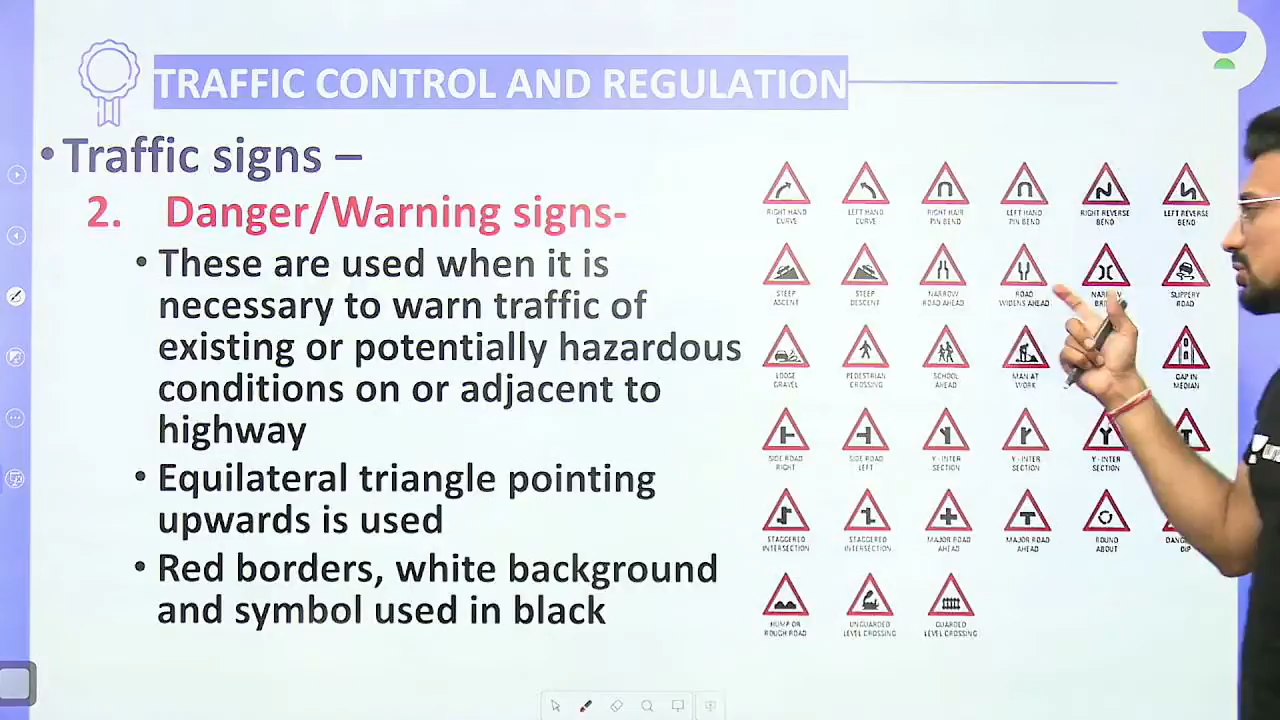 TRAFFIC CONTROL AND REGULATION
• Traffic signs –
2. Danger/Warning signs-
• These are used when it is
necessary to warn traffic of
existing or potentially hazardous
conditions on or adjacent to
highway
• Equilateral triangle pointing
upwards is used
• Red borders, white background
and symbol used in black
RIGHT HAND CURVE
LEFT HAND CURVE
RIGHT HAIR PIN BEND
LEFT HAND PIN BEND
RIGHT REVERSE BEND
LEFT REVERSE BEND
STEEP ASCENT
STEEP DESCENT
NARROW ROAD AHEAD
ROAD WIDENS AHEAD
SLIPPERY ROAD
LOOSE GRAVEL
PEDESTRIAN CROSSING
SCHOOL AHEAD
MAN AT WORK
GAP IN MEDIAN
SIDE ROAD RIGHT
SIDE ROAD LEFT
Y - INTER SECTION
Y - INTER SECTION
Y - INTER SECTION
STAGGERED INTERSECTION
STAGGERED INTERSECTION
MAJOR ROAD AHEAD
MAJOR ROAD AHEAD
ROUND ABOUT
DIP
HUMP OR ROUGH ROAD
UNGUARDED LEVEL CROSSING
GUARDED LEVEL CROSSING